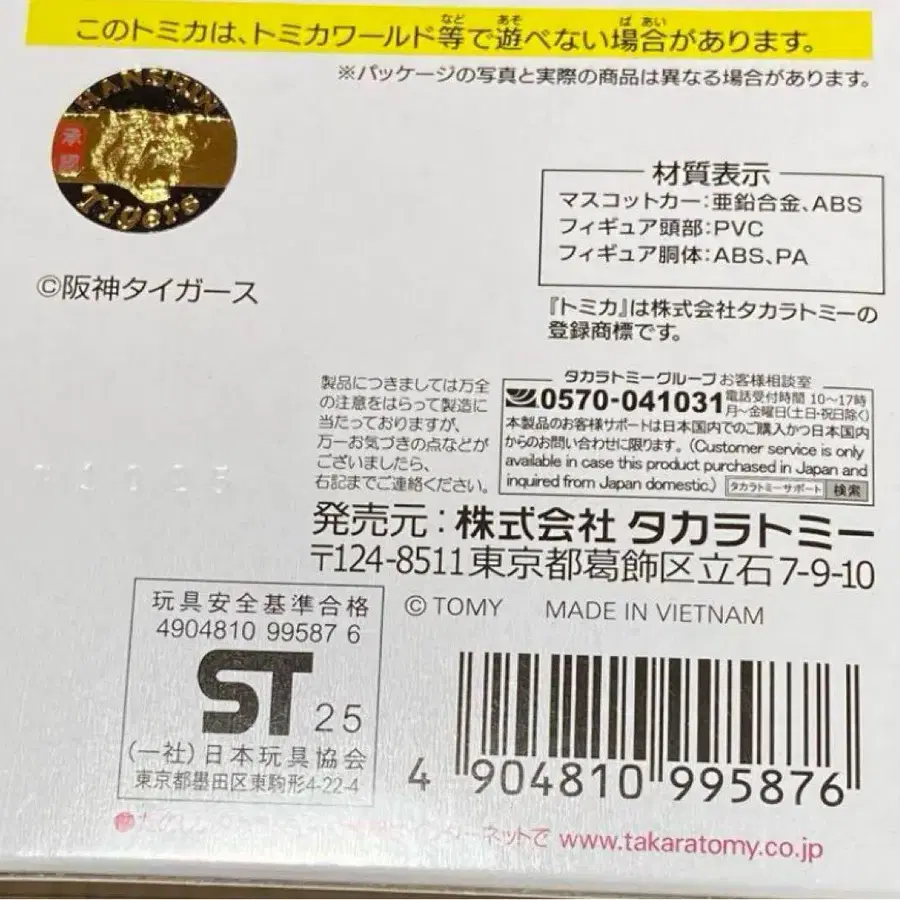 このトミカは、トミカワールド等で遊べない場合があります。
※パッケージの写真と実際の商品は異なる場合があります。
HANSHIN
承認
Tigers
©阪神タイガース
材質表示
マスコットカー:亜鉛合金、ABS
フィギュア頭部:PVC
フィギュア胴体:ABS、PA
『トミカ』は株式会社タカラトミーの
登録商標です。
製品につきましては万全
の注意をはらって製造に
当たっておりますが、
万一お気づきの点などが
ございましたら、
右記までご連絡ください。
タカラトミーグループお客様相談室
0570-041031 電話受付時間 10〜17時
月〜金曜日(土日・祝日除く)
本製品のお客様サポートは日本国内でのご購入かつ日本国内
からのお問い合わせに限ります。(Customer service is only
available in case this product purchased in Japan and
inquired from Japan domestic.) タカラトミーサポート 検索
発売元:株式会社 タカラトミー
〒124-8511 東京都葛飾区立石7-9-10
© TOMY MADE IN VIETNAM
玩具安全基準合格
4904810 99587 6
ST 25
(一社)日本玩具協会
東京都墨田区東駒形4-22-4
4 904810 995876
ネットで www.takaratomy.co.jp